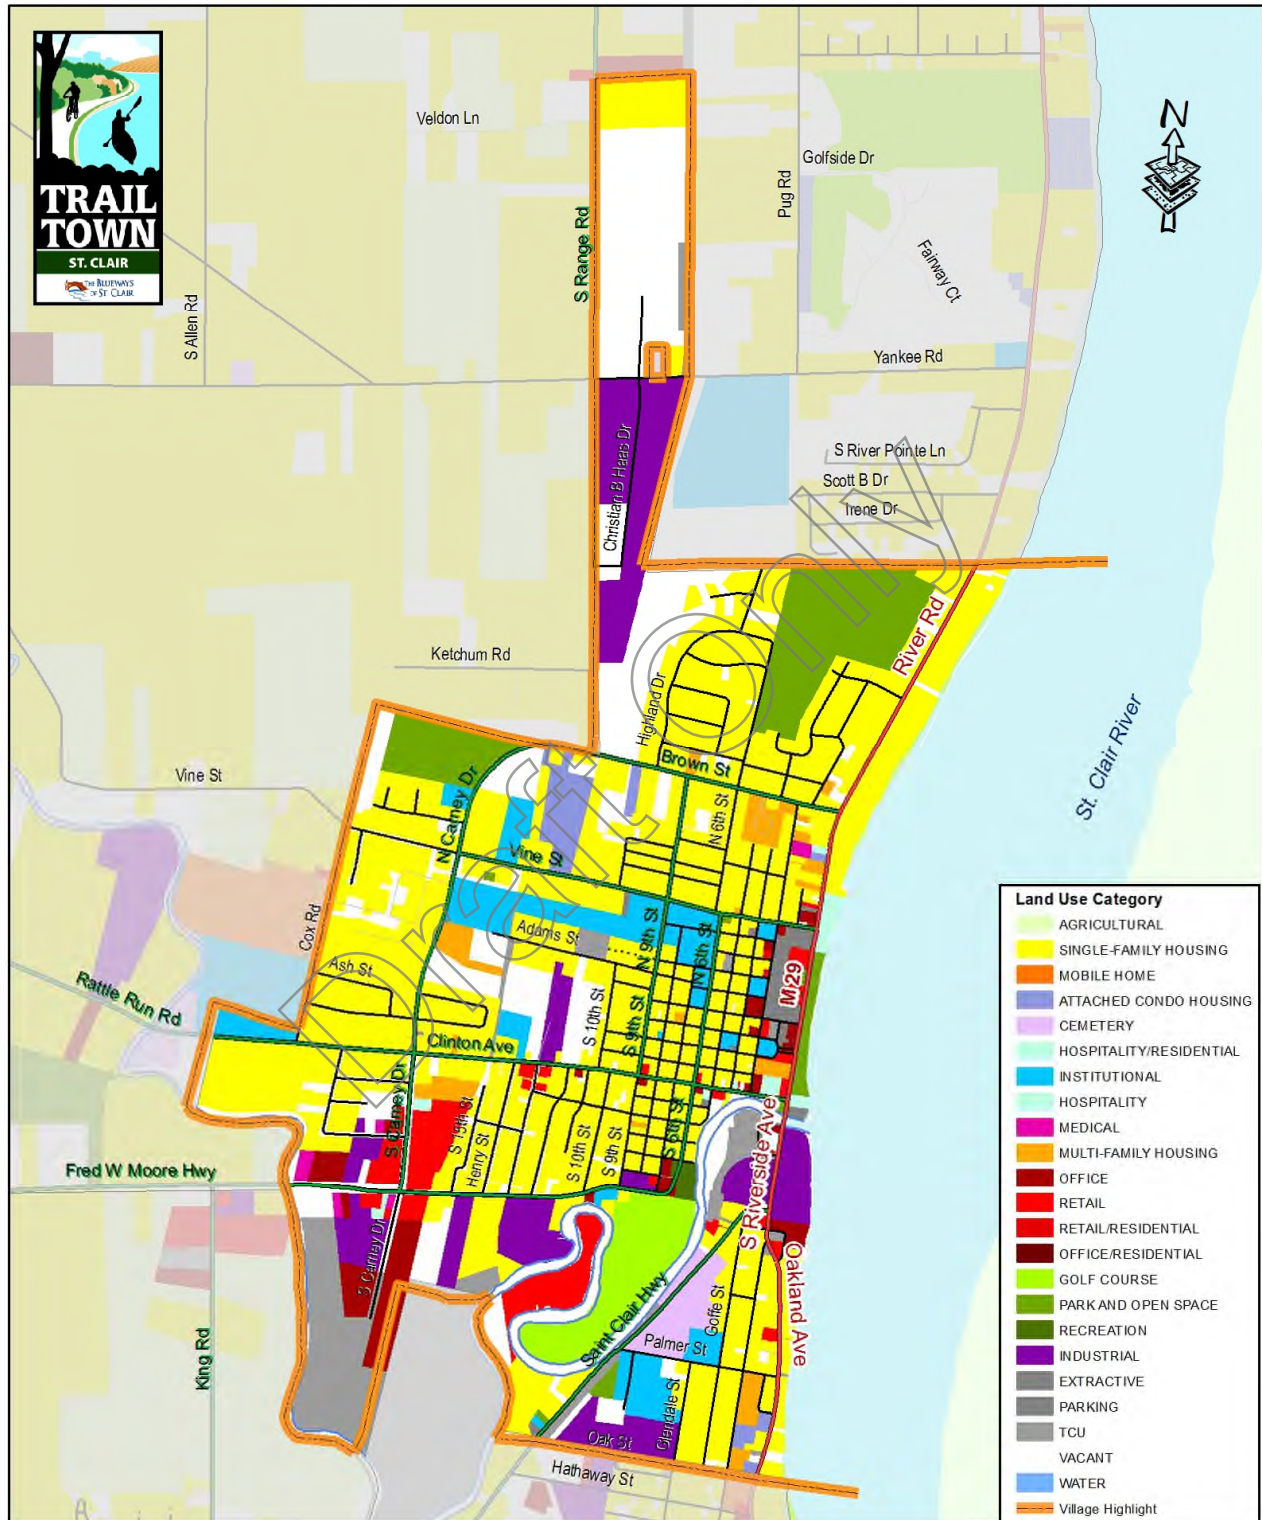 TRAIL
TOWN
ST. CLAIR
THE BLUEWAYS
OF ST CLAIR
N
Veldon Ln
Golfside Dr
Pug Rd
S Range Rd
Fairway Ct
S Allen Rd
Yankee Rd
S River Pointe Ln
Scott B Dr
Irene Dr
Christian B Haas Dr
River Rd
Ketchum Rd
Highland Dr
St. Clair River
Brown St
Vine St
N Carney Dr
N 6th St
Vine St
Cox Rd
Adams St
N 9th St
N 6th St
Ash St
M 29
Rattle Run Rd
S 10th St
S 9th St
Clinton Ave
S Carney Dr
S 15th St
Henry St
S 10th St
S 9th St
S 6th St
S Riverside Ave
Fred W Moore Hwy
S Carney Dr
Oakland Ave
Saint Clair Hwy
Goffe St
Palmer St
King Rd
Glendale St
Oak St
Hathaway St
Draft Only
Land Use Category
AGRICULTURAL
SINGLE-FAMILY HOUSING
MOBILE HOME
ATTACHED CONDO HOUSING
CEMETERY
HOSPITALITY/RESIDENTIAL
INSTITUTIONAL
HOSPITALITY
MEDICAL
MULTI-FAMILY HOUSING
OFFICE
RETAIL
RETAIL/RESIDENTIAL
OFFICE/RESIDENTIAL
GOLF COURSE
PARK AND OPEN SPACE
RECREATION
INDUSTRIAL
EXTRACTIVE
PARKING
TCU
VACANT
WATER
Village Highlight